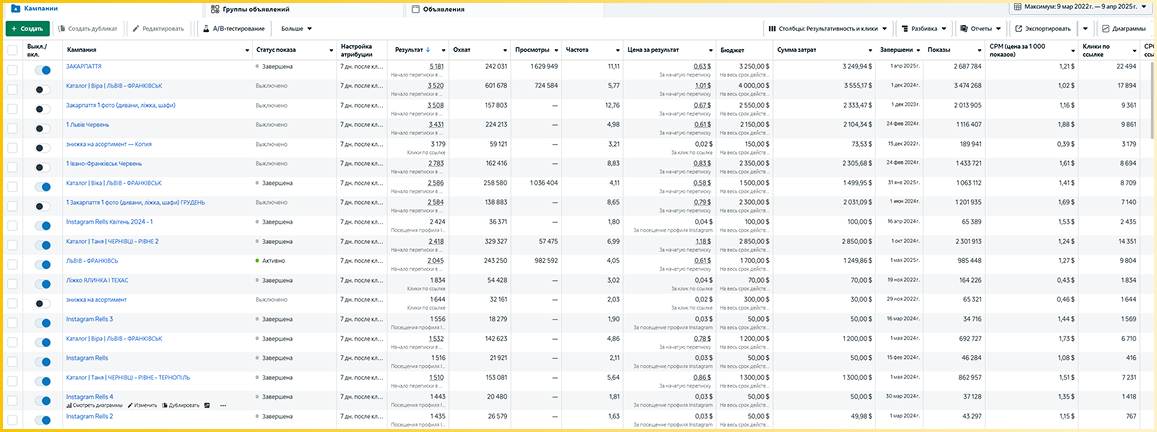 Кампании
Группы объявлений
Объявления
Максимум: 9 мар 2022 г. — 9 апр 2025 г.
+ Создать
Создать дубликат
Редактировать
A/B-тестирование
Больше
Столбцы: Результативность и клики
Разбивка
Отчеты
Экспортировать
Диаграммы
Выкл./вкл. Кампания Статус показа Настройка атрибуции Результат ↓ Охват Просмотры Частота Цена за результат Бюджет Сумма затрат Завершени Показы CPM (цена за 1 000 показов) Клики по ссылке
ЗАКАРПАТТЯ Завершена 7 дн. после кл... 5 181 242 031 1 629 949 11,11 0,63 $ 3 250,00 $ 3 249,94 $ 1 апр 2025 г. 2 687 784 1,21 $ 22 494
Начало переписки в ... За начатую переписку На весь срок действ...
Каталог | Віра | ЛЬВІВ - ФРАНКІВСЬК Выключено 7 дн. после кл... 3 520 601 678 724 584 5,77 1,01 $ 4 000,00 $ 3 555,17 $ 1 дек 2024 г. 3 474 268 1,02 $ 17 894
Начало переписки в ... За начатую переписку На весь срок действ...
Закарпаття 1 фото (дивани, ліжка, шафи) Выключено 7 дн. после кл... 3 508 157 803 — 12,76 0,67 $ 2 550,00 $ 2 333,47 $ 1 дек 2023 г. 2 013 905 1,16 $ 9 361
Начало переписки в ... За начатую переписку На весь срок действ...
1 Львів Червень Выключено 7 дн. после кл... 3 431 224 213 — 4,98 0,61 $ 2 150,00 $ 2 104,34 $ 24 фев 2024 г. 1 116 407 1,88 $ 9 861
Начало переписки в ... За начатую переписку На весь срок действ...
знижка на асортимент — Копия Выключено 7 дн. после кл... 3 179 59 121 — 3,21 0,02 $ 150,00 $ 73,53 $ 15 дек 2022 г. 189 941 0,39 $ 3 179
Клики по ссылке За клик по ссылке На весь срок действ...
1 Івано-Франківськ Червень Выключено 7 дн. после кл... 2 783 162 416 — 8,83 0,83 $ 2 350,00 $ 2 305,68 $ 24 фев 2024 г. 1 433 721 1,61 $ 8 694
Начало переписки в ... За начатую переписку На весь срок действ...
Каталог | Віка | ЛЬВІВ - ФРАНКІВСЬК Завершена 7 дн. после кл... 2 586 258 580 1 036 404 4,11 0,58 $ 1 500,00 $ 1 499,95 $ 31 янв 2025 г. 1 063 112 1,41 $ 8 709
Начало переписки в ... За начатую переписку На весь срок действ...
1 Закарпаття 1 фото (дивани, ліжка, шафи) ГРУДЕНЬ Выключено 7 дн. после кл... 2 584 138 883 — 8,65 0,79 $ 2 300,00 $ 2 031,09 $ 1 июн 2024 г. 1 201 935 1,69 $ 7 140
Начало переписки в ... За начатую переписку На весь срок действ...
Instagram Rells Квітень 2024 - 1 Завершена 7 дн. после кл... 2 424 36 371 — 1,80 0,04 $ 100,00 $ 100,00 $ 16 апр 2024 г. 65 389 1,53 $ 2 435
Посещения профиля I... За посещение профиля Instagram На весь срок действ...
Каталог | Таня | ЧЕРНІВЦІ - РІВНЕ 2 Завершена 7 дн. после кл... 2 418 329 327 57 475 6,99 1,18 $ 2 850,00 $ 2 850,00 $ 1 окт 2024 г. 2 301 913 1,24 $ 14 351
Начало переписки в ... За начатую переписку На весь срок действ...
ЛЬВІВ - ФРАНКІВСЬ Активно 7 дн. после кл... 2 045 243 250 982 592 4,05 0,61 $ 1 700,00 $ 1 249,86 $ 1 мая 2025 г. 985 448 1,27 $ 9 804
Начало переписки в ... За начатую переписку На весь срок действ...
Ліжко ЯЛИНКА І ТЕХАС Завершена 7 дн. после кл... 1 834 54 428 — 3,02 0,04 $ 70,00 $ 70,00 $ 19 ноя 2022 г. 164 236 0,43 $ 1 834
Клики по ссылке За клик по ссылке На весь срок действ...
знижка на асортимент Выключено 7 дн. после кл... 1 644 32 161 — 2,03 0,02 $ 300,00 $ 30,00 $ 29 ноя 2022 г. 65 321 0,46 $ 1 644
Клики по ссылке За клик по ссылке На весь срок действ...
Instagram Rells 3 Завершена 7 дн. после кл... 1 556 18 279 — 1,90 0,03 $ 50,00 $ 50,00 $ 16 мар 2024 г. 34 716 1,44 $ 1 569
Посещения профиля I... За посещение профиля Instagram На весь срок действ...
Каталог | Віра | ЛЬВІВ - ФРАНКІВСЬК Завершена 7 дн. после кл... 1 532 142 623 — 4,86 0,78 $ 1 200,00 $ 1 200,00 $ 1 мая 2024 г. 692 727 1,73 $ 6 710
Начало переписки в ... За начатую переписку На весь срок действ...
Instagram Rells Завершена 7 дн. после кл... 1 516 21 921 — 2,11 0,03 $ 50,00 $ 50,00 $ 15 фев 2024 г. 46 284 1,08 $ 416
Посещения профиля I... За посещение профиля Instagram На весь срок действ...
Каталог | Таня | ЧЕРНІВЦІ - РІВНЕ - ТЕРНОПІЛЬ Завершена 7 дн. после кл... 1 510 153 081 — 5,64 0,86 $ 1 300,00 $ 1 300,00 $ 1 мая 2024 г. 862 957 1,51 $ 7 231
Начало переписки в ... За начатую переписку На весь срок действ...
Instagram Rells 4 Завершена 7 дн. после кл... 1 443 20 480 — 1,81 0,03 $ 50,00 $ 50,00 $ 30 мар 2024 г. 37 128 1,35 $ 1 418
Смотреть диаграммы Изменить Дублировать ... Посещения профиля I... За посещение профиля Instagram На весь срок действ...
Instagram Rells 2 Завершена 7 дн. после кл... 1 435 26 579 — 1,63 0,03 $ 50,00 $ 49,98 $ 1 мар 2024 г. 43 297 1,15 $ 767
Посещения профиля I... За посещение профиля Instagram На весь срок действ...